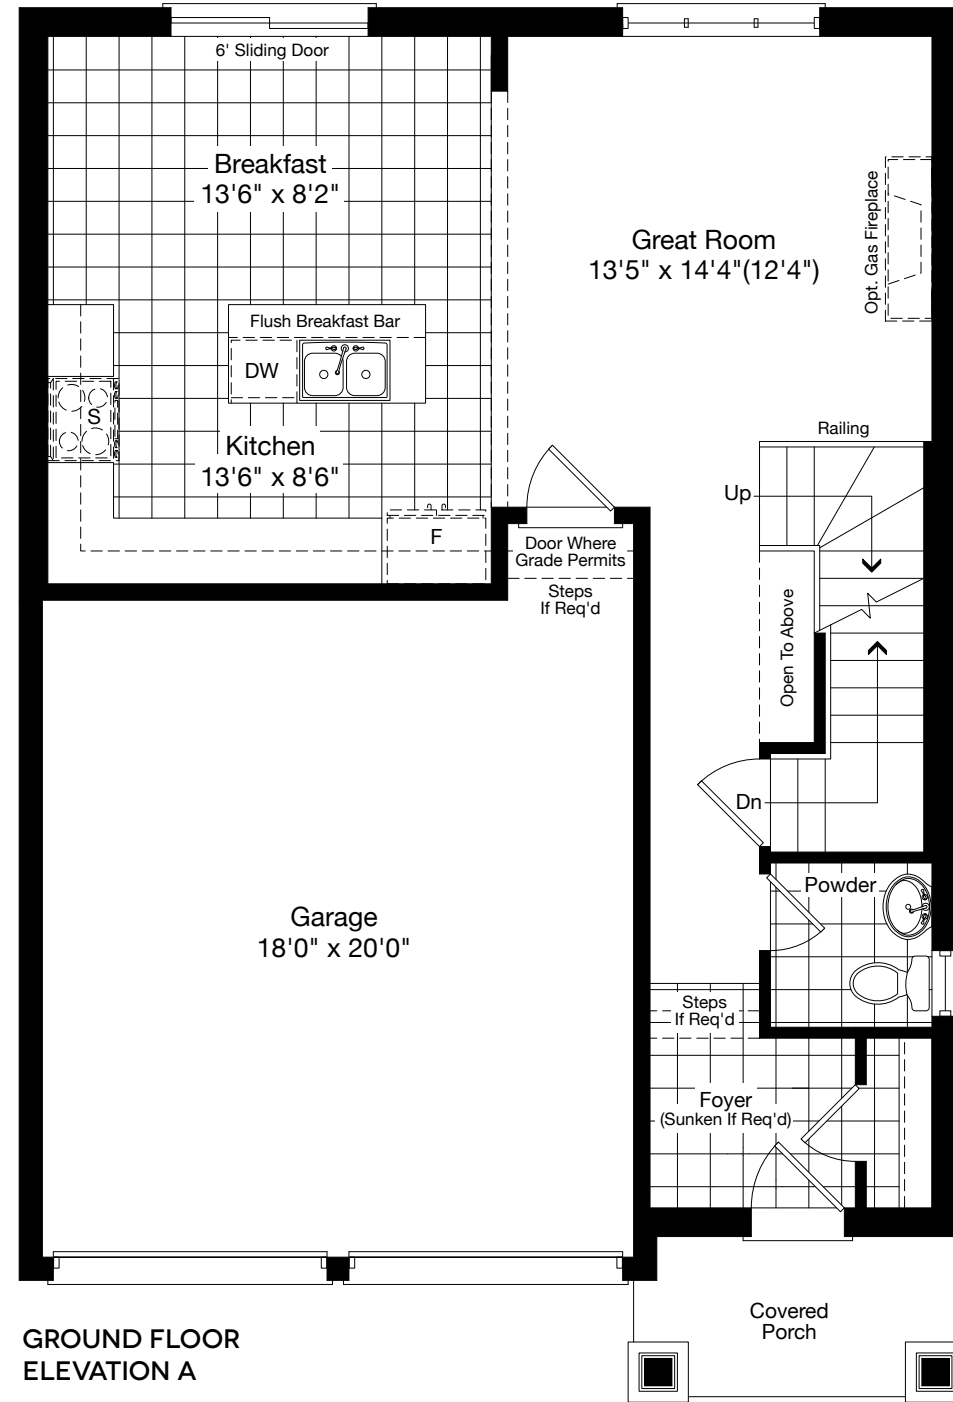 6' Sliding Door
Breakfast
13'6" x 8'2"
Great Room
13'5" x 14'4"(12'4")
Opt. Gas Fireplace
Flush Breakfast Bar
DW
S
Kitchen
13'6" x 8'6"
F
Railing
Up
Door Where
Grade Permits
Steps
If Req'd
Open To Above
Dn
Powder
Garage
18'0" x 20'0"
Steps
If Req'd
Foyer
(Sunken If Req'd)
Covered
Porch
GROUND FLOOR
ELEVATION A